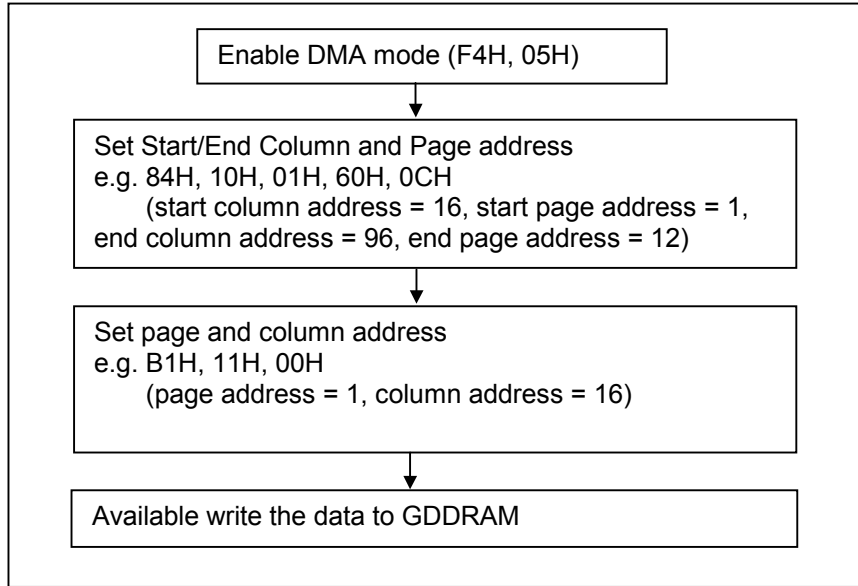 Enable DMA mode (F4H, 05H)
Set Start/End Column and Page address
e.g. 84H, 10H, 01H, 60H, 0CH
(start column address = 16, start page address = 1,
end column address = 96, end page address = 12)
Set page and column address
e.g. B1H, 11H, 00H
(page address = 1, column address = 16)
Available write the data to GDDRAM